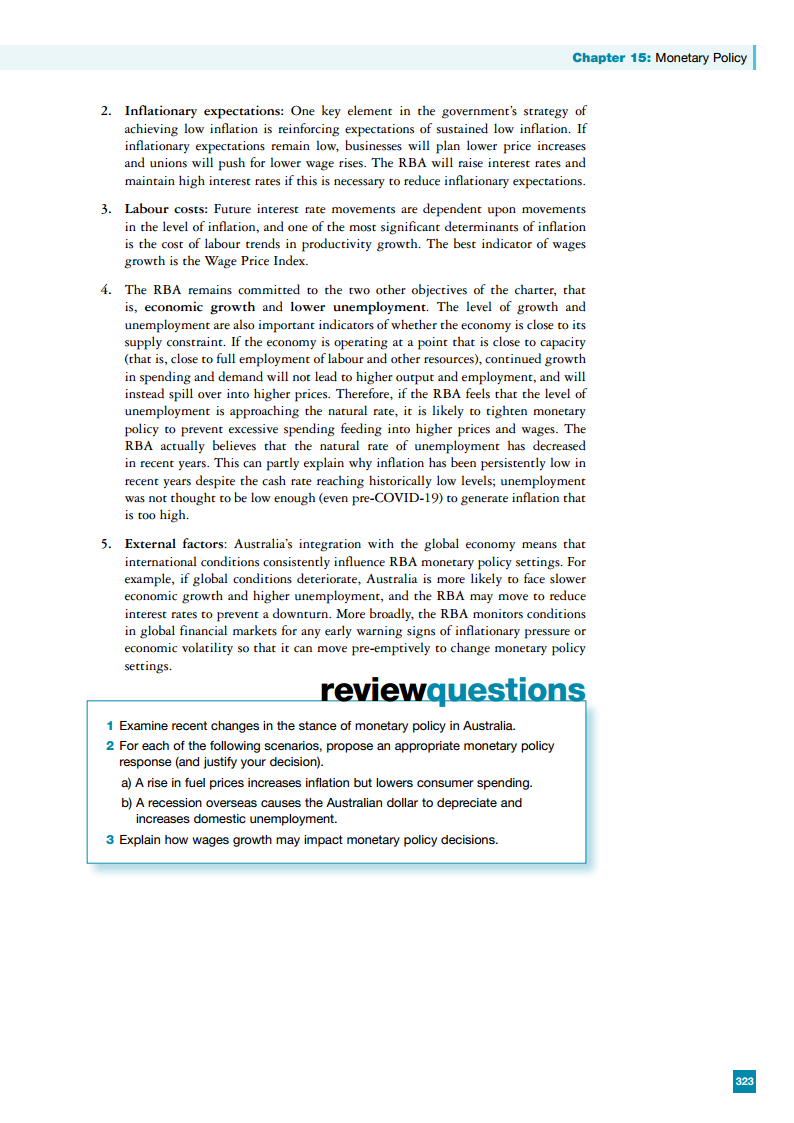 Chapter 15: Monetary Policy
2. Inflationary expectations: One key element in the government's strategy of
achieving low inflation is reinforcing expectations of sustained low inflation. If
inflationary expectations remain low, businesses will plan lower price increases
and unions will push for lower wage rises. The RBA will raise interest rates and
maintain high interest rates if this is necessary to reduce inflationary expectations.
3. Labour costs: Future interest rate movements are dependent upon movements
in the level of inflation, and one of the most significant determinants of inflation
is the cost of labour trends in productivity growth. The best indicator of wages
growth is the Wage Price Index.
4. The RBA remains committed to the two other objectives of the charter, that
is, economic growth and lower unemployment. The level of growth and
unemployment are also important indicators of whether the economy is close to its
supply constraint. If the economy is operating at a point that is close to capacity
(that is, close to full employment of labour and other resources), continued growth
in spending and demand will not lead to higher output and employment, and will
instead spill over into higher prices. Therefore, if the RBA feels that the level of
unemployment is approaching the natural rate, it is likely to tighten monetary
policy to prevent excessive spending feeding into higher prices and wages. The
RBA actually believes that the natural rate of unemployment has decreased
in recent years. This can partly explain why inflation has been persistently low in
recent years despite the cash rate reaching historically low levels; unemployment
was not thought to be low enough (even pre-COVID-19) to generate inflation that
is too high.
5. External factors: Australia's integration with the global economy means that
international conditions consistently influence RBA monetary policy settings. For
example, if global conditions deteriorate, Australia is more likely to face slower
economic growth and higher unemployment, and the RBA may move to reduce
interest rates to prevent a downturn. More broadly, the RBA monitors conditions
in global financial markets for any early warning signs of inflationary pressure or
economic volatility so that it can move pre-emptively to change monetary policy
settings.
reviewquestions
1 Examine recent changes in the stance of monetary policy in Australia.
2 For each of the following scenarios, propose an appropriate monetary policy
response (and justify your decision).
a) A rise in fuel prices increases inflation but lowers consumer spending.
b) A recession overseas causes the Australian dollar to depreciate and
increases domestic unemployment.
3 Explain how wages growth may impact monetary policy decisions.
323